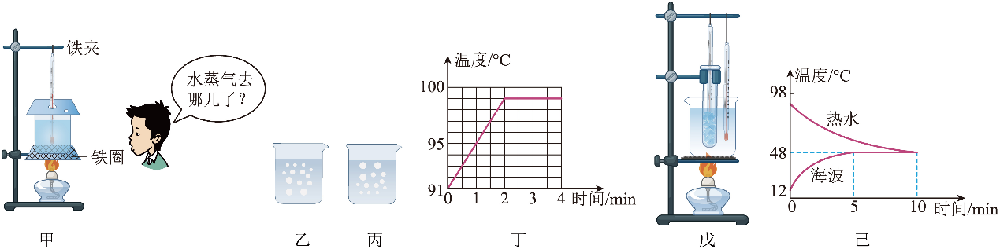 铁夹
水蒸气去
哪儿了？
铁圈
甲
乙
丙
温度/°C
100
95
91
0
1
2
3
4
时间/min
丁
戊
温度/°C
98
热水
48
海波
12
0
5
10
时间/min
己